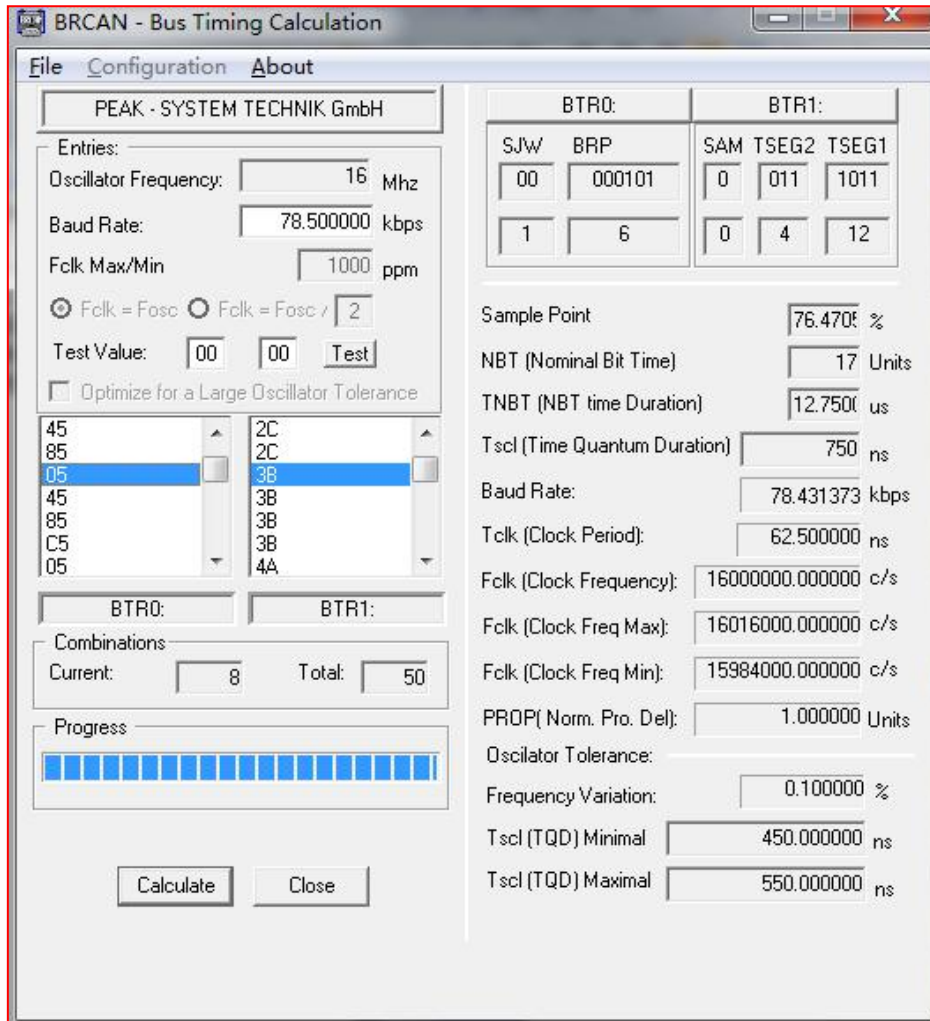 BRCAN - Bus Timing Calculation
File Configuration About
PEAK - SYSTEM TECHNIK GmbH
Entries:
Oscillator Frequency: 16 Mhz
Baud Rate: 78.500000 kbps
Fclk Max/Min 1000 ppm
Fclk = Fosc Fclk = Fosc / 2
Test Value: 00 00 Test
Optimize for a Large Oscillator Tolerance
45 2C
85 2C
05 3B
45 3B
85 3B
C5 3B
05 4A
BTR0: BTR1:
Combinations
Current: 8 Total: 50
Progress
Calculate Close
BTR0: BTR1:
SJW BRP SAM TSEG2 TSEG1
00 000101 0 011 1011
1 6 0 4 12
Sample Point 76.470 %
NBT (Nominal Bit Time) 17 Units
TNBT (NBT time Duration) 12.750 us
Tscl (Time Quantum Duration) 750 ns
Baud Rate: 78.431373 kbps
Tclk (Clock Period): 62.500000 ns
Fclk (Clock Frequency): 16000000.000000 c/s
Fclk (Clock Freq Max): 16016000.000000 c/s
Fclk (Clock Freq Min): 15984000.000000 c/s
PROP( Norm. Pro. Del): 1.000000 Units
Oscilator Tolerance:
Frequency Variation: 0.100000 %
Tscl (TQD) Minimal 450.000000 ns
Tscl (TQD) Maximal 550.000000 ns